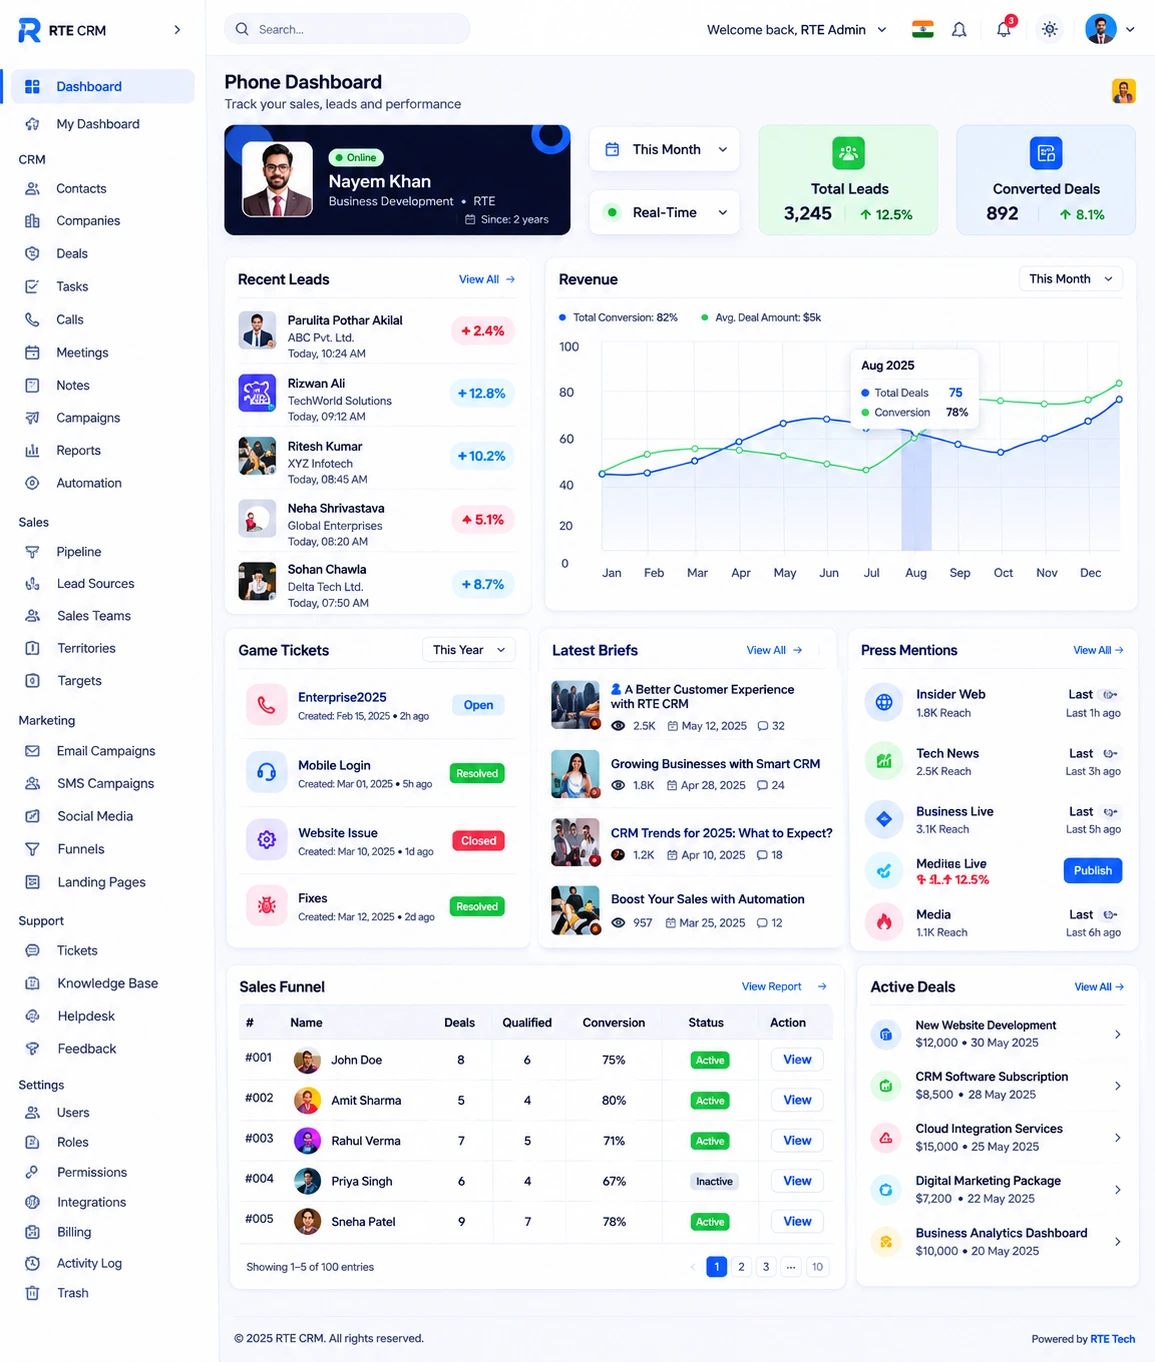 RTE CRM
Search...
Welcome back, RTE Admin
3
Dashboard
My Dashboard
CRM
Contacts
Companies
Deals
Tasks
Calls
Meetings
Notes
Campaigns
Reports
Automation
Sales
Pipeline
Lead Sources
Sales Teams
Territories
Targets
Marketing
Email Campaigns
SMS Campaigns
Social Media
Funnels
Landing Pages
Support
Tickets
Knowledge Base
Helpdesk
Feedback
Settings
Users
Roles
Permissions
Integrations
Billing
Activity Log
Trash
Phone Dashboard
Track your sales, leads and performance
Online
Nayem Khan
Business Development • RTE
Since: 2 years
This Month
Real-Time
Total Leads
3,245 ↑ 12.5%
Converted Deals
892 ↑ 8.1%
Recent Leads View All →
Parulita Pothar Akilal
ABC Pvt. Ltd.
Today, 10:24 AM
+2.4%
Rizwan Ali
TechWorld Solutions
Today, 09:12 AM
+12.8%
Ritesh Kumar
XYZ Infotech
Today, 08:45 AM
+10.2%
Neha Shrivastava
Global Enterprises
Today, 08:20 AM
5.1%
Sohan Chawla
Delta Tech Ltd.
Today, 07:50 AM
+8.7%
Revenue
This Month
Total Conversion: 82% Avg. Deal Amount: $5k
100
80
60
40
20
0
Aug 2025
Total Deals 75
Conversion 78%
Jan Feb Mar Apr May Jun Jul Aug Sep Oct Nov Dec
Game Tickets
This Year
Enterprise2025
Created: Feb 15, 2025 • 2h ago
Open
Mobile Login
Created: Mar 01, 2025 • 5h ago
Resolved
Website Issue
Created: Mar 10, 2025 • 1d ago
Closed
Fixes
Created: Mar 12, 2025 • 2d ago
Resolved
Latest Briefs View All →
A Better Customer Experience
with RTE CRM
2.5K May 12, 2025 32
Growing Businesses with Smart CRM
1.8K Apr 28, 2025 24
CRM Trends for 2025: What to Expect?
1.2K Apr 10, 2025 18
Boost Your Sales with Automation
957 Mar 25, 2025 12
Press Mentions View All →
Insider Web Last
1.8K Reach Last 1h ago
Tech News Last
2.5K Reach Last 3h ago
Business Live Last
3.1K Reach Last 5h ago
Live
12.5%
Publish
Media Last
1.1K Reach Last 6h ago
Sales Funnel View Report →
# Name Deals Qualified Conversion Status Action
#001 John Doe 8 6 75% Active View
#002 Amit Sharma 5 4 80% Active View
#003 Rahul Verma 7 5 71% Active View
#004 Priya Singh 6 4 67% Inactive View
#005 Sneha Patel 9 7 78% Active View
Showing 1–5 of 100 entries
‹ 1 2 3 ... 10
Active Deals View All →
New Website Development
$12,000 • 30 May 2025
CRM Software Subscription
$8,500 • 28 May 2025
Cloud Integration Services
$15,000 • 25 May 2025
Digital Marketing Package
$7,200 • 22 May 2025
Business Analytics Dashboard
$10,000 • 20 May 2025
© 2025 RTE CRM. All rights reserved.
Powered by RTE Tech